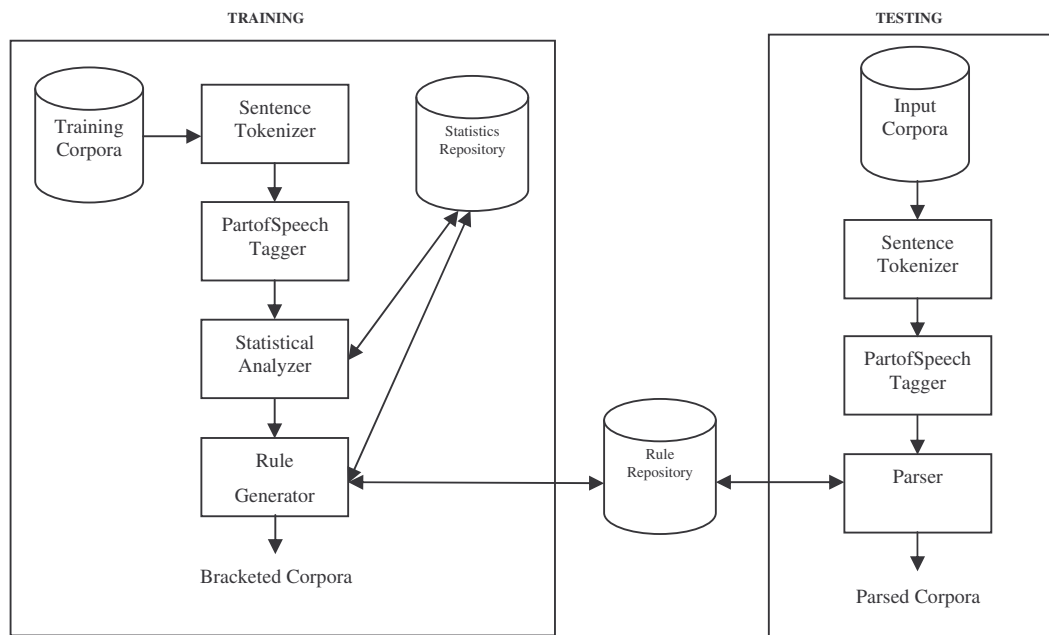 TRAINING
Training
Corpora
Sentence
Tokenizer
PartofSpeech
Tagger
Statistical
Analyzer
Rule
Generator
Bracketed Corpora
Statistics
Repository
Rule
Repository
TESTING
Input
Corpora
Sentence
Tokenizer
PartofSpeech
Tagger
Parser
Parsed Corpora